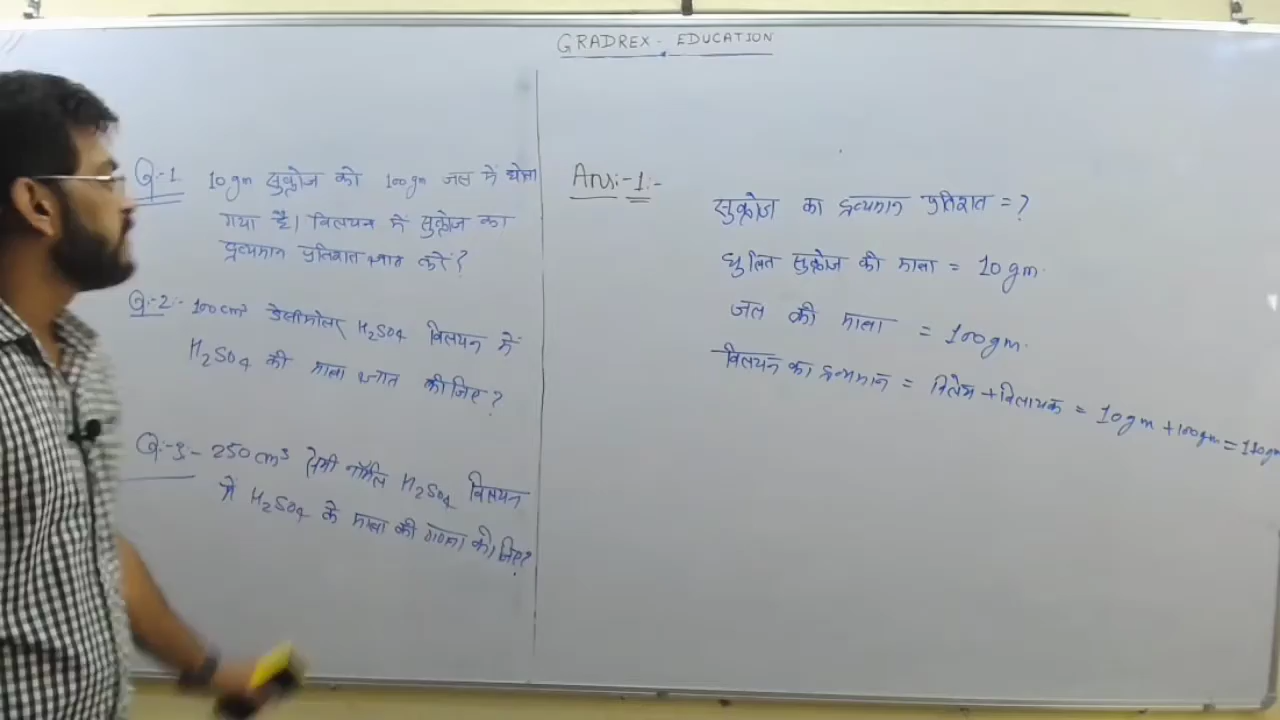 GRADREX - EDUCATION
Q:-1 10gm सुक्रोज को 100gm जल में घोला
गया है। विलयन में सुक्रोज का
द्रव्यमान प्रतिशत ज्ञात करें?
Q:-2:- 100cm³ डेसीमोलर H₂SO₄ विलयन में
H₂SO₄ की मात्रा ज्ञात कीजिए?
Q:-3- 250cm³ सेमी नॉर्मल H₂SO₄ विलयन
में H₂SO₄ के मात्रा की गणना कीजिए?
Ans:-1:-
सुक्रोज का द्रव्यमान प्रतिशत = ?
घुलित सुक्रोज की मात्रा = 10gm.
जल की मात्रा = 100gm.
विलयन का द्रव्यमान = विलेय + विलायक = 10gm + 100gm = 110gm